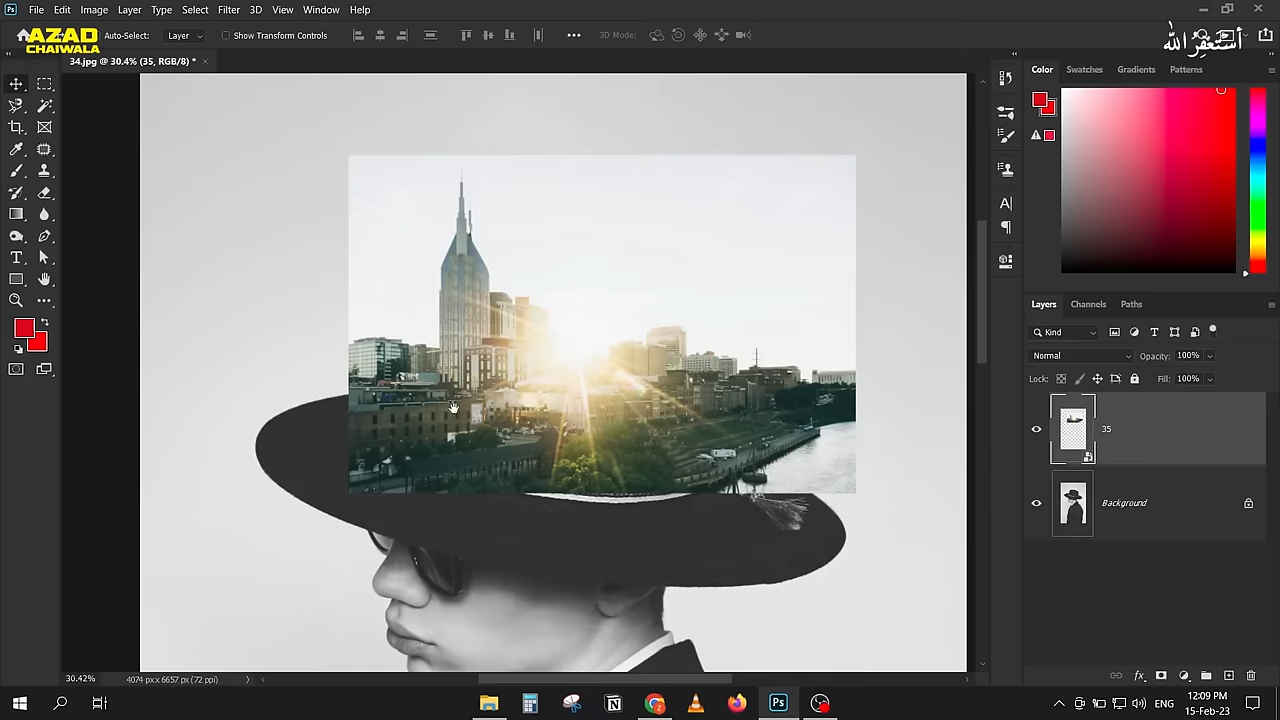 Ps File Edit Image Layer Type Select Filter 3D View Window Help
AZAD
CHAIWALA
Auto-Select: Layer Show Transform Controls 3D Mode:
أستغفر الله
34.jpg @ 30.4% (35, RGB/8) * ×
Color Swatches Gradients Patterns
Layers Channels Paths
Kind
Normal Opacity: 100%
Lock: Fill: 100%
35
Background
30.42% 4074 px x 6657 px (72 ppi)
ENG
12:09 PM
15-Feb-23